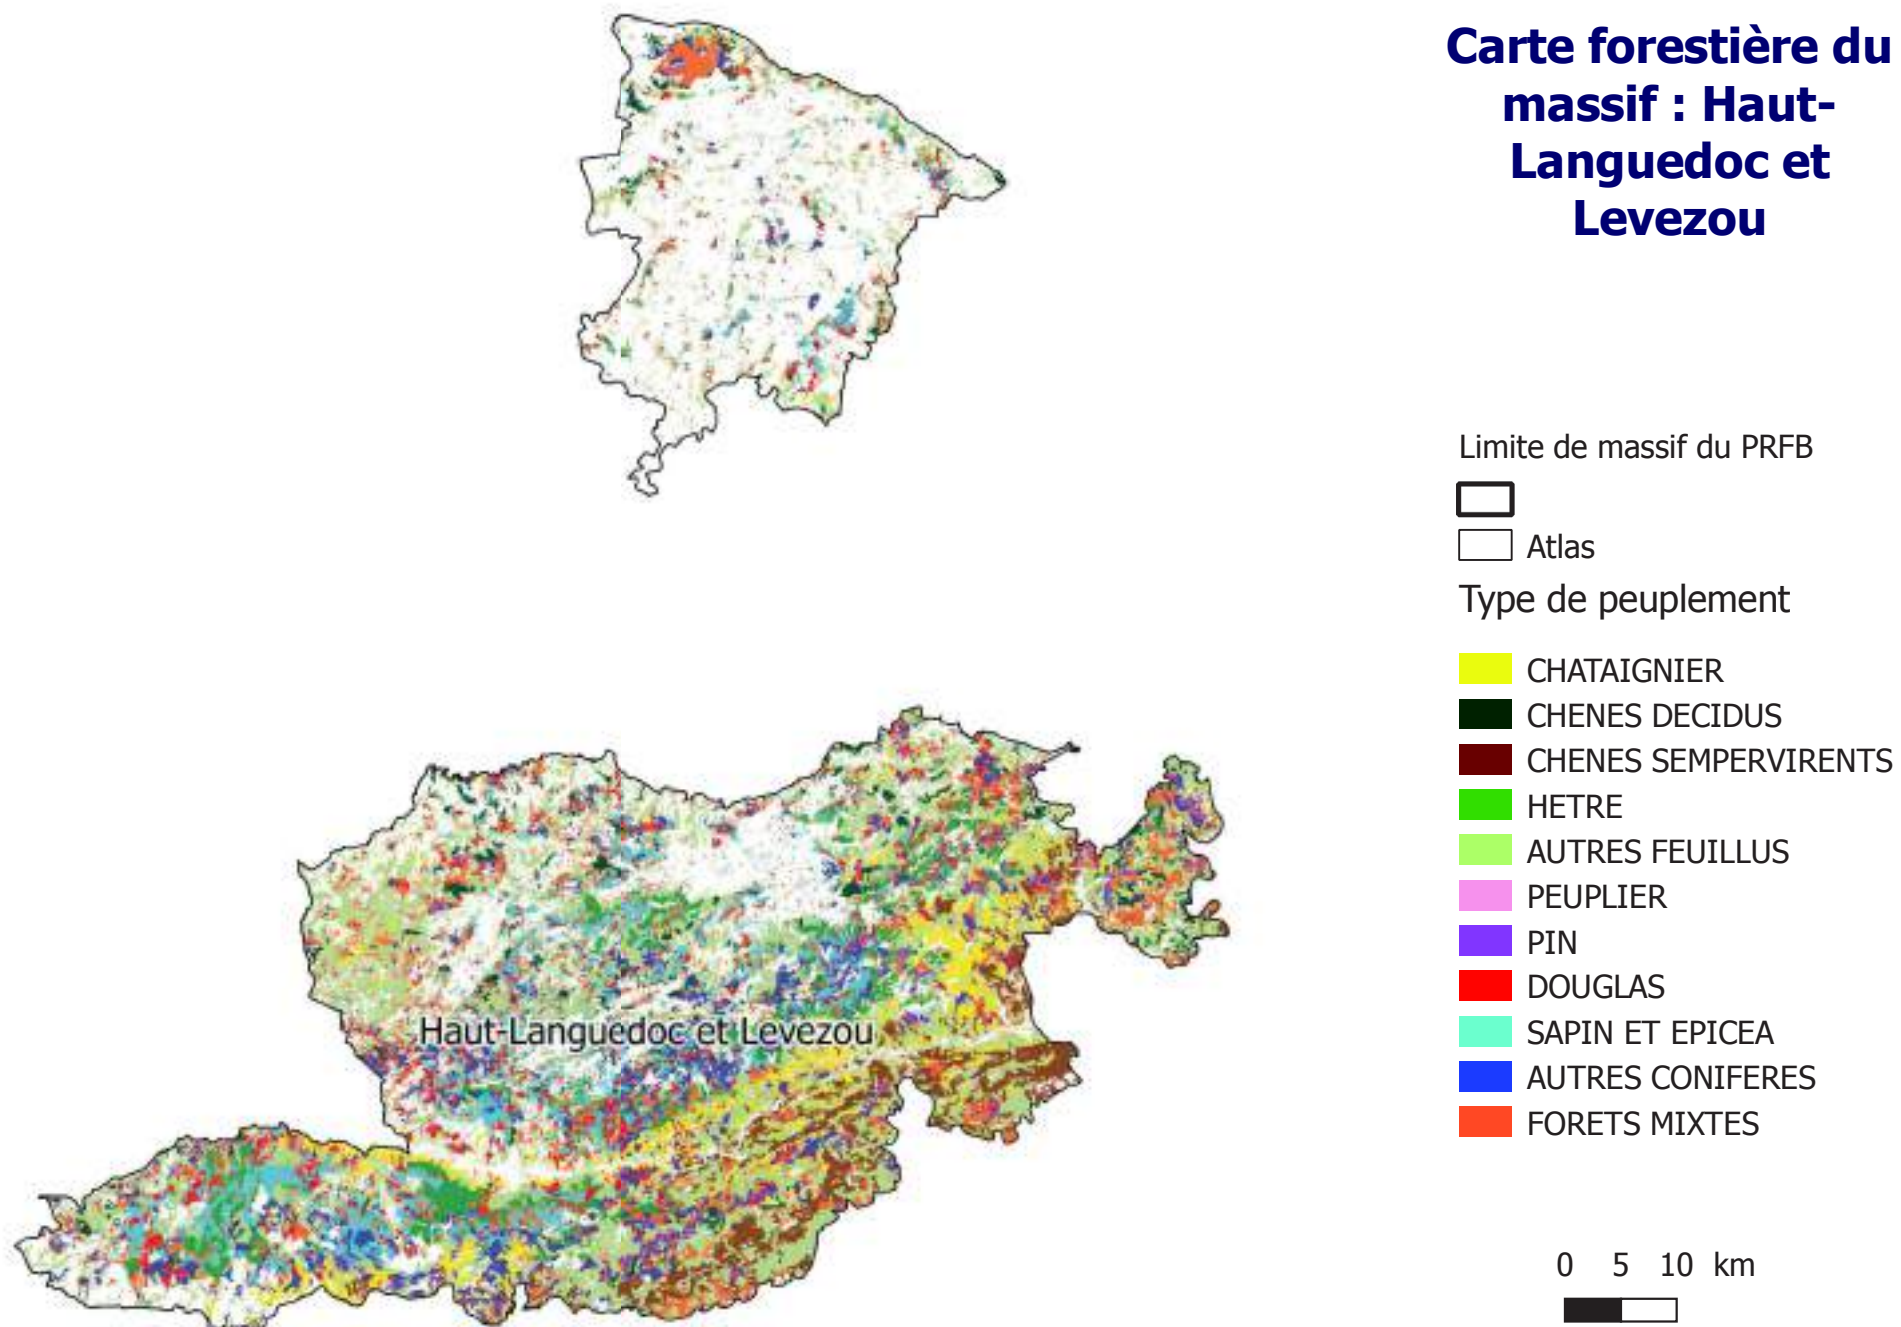 Carte forestière du
massif : Haut-
Languedoc et
Levezou
Limite de massif du PRFB
Atlas
Type de peuplement
CHATAIGNIER
CHENES DECIDUS
CHENES SEMPERVIRENTS
HETRE
AUTRES FEUILLUS
PEUPLIER
PIN
DOUGLAS
SAPIN ET EPICEA
AUTRES CONIFERES
FORETS MIXTES
Haut-Languedoc et Levezou
0 5 10 km